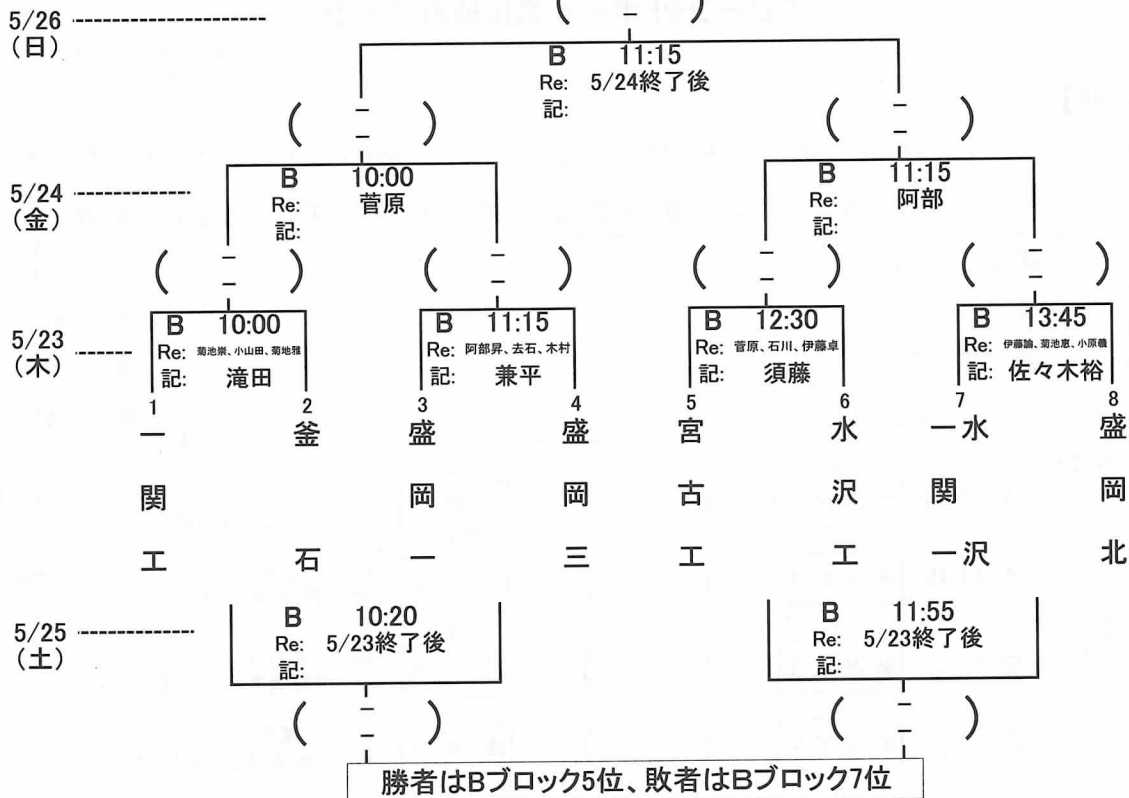 5/26
(日)
( - )
B 11:15
Re: 5/24終了後
記:
( - - )
( - - )
5/24
(金)
B 10:00
Re: 菅原
記:
B 11:15
Re: 阿部
記:
( - - )
( - - )
( - - )
( - - )
5/23
(木)
B 10:00
Re: 菊池崇、小山田、菊地雅
記: 滝田
B 11:15
Re: 阿部昇、去石、木村
記: 兼平
B 12:30
Re: 菅原、石川、伊藤卓
記: 須藤
B 13:45
Re: 伊藤諭、菊池恵、小原義
記: 佐々木裕
1 一関工
2 釜石
3 盛岡一
4 盛岡三
5 宮古工
6 水沢工
7 一関一 水沢
8 盛岡北
5/25
(土)
B 10:20
Re: 5/23終了後
記:
B 11:55
Re: 5/23終了後
記:
( - - )
( - - )
勝者はBブロック5位、敗者はBブロック7位